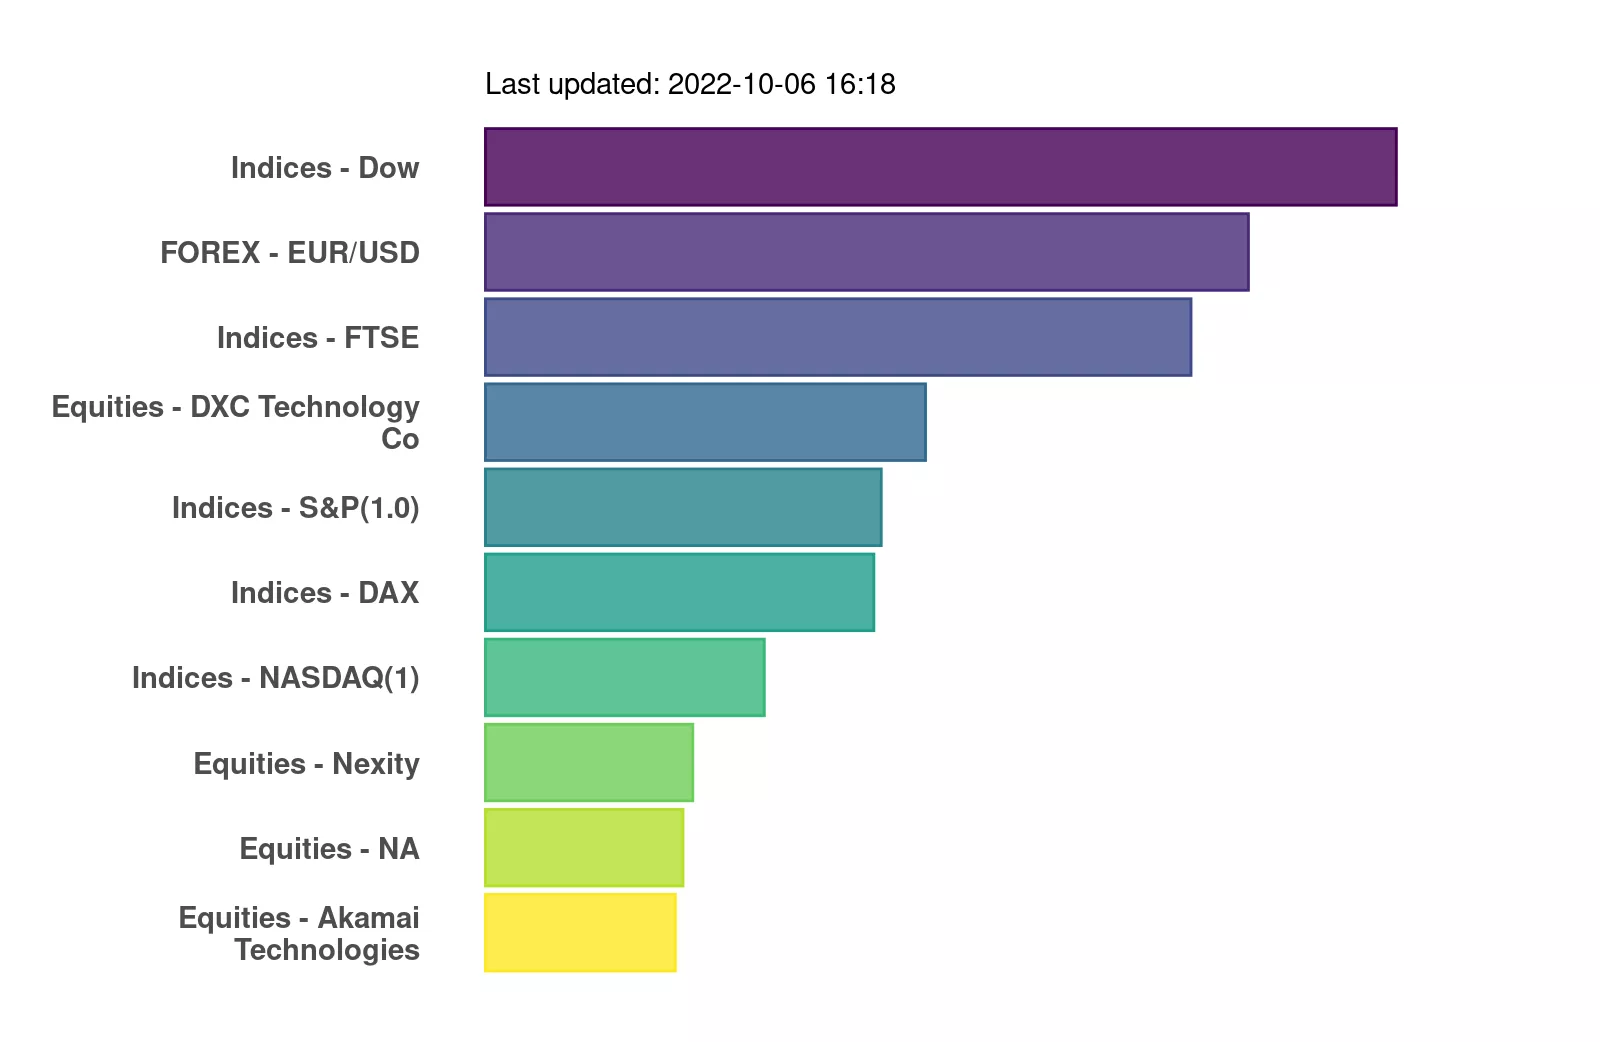 Last updated: 2022-10-06 16:18
Indices - Dow
FOREX - EUR/USD
Indices - FTSE
Equities - DXC Technology
Co
Indices - S&P(1.0)
Indices - DAX
Indices - NASDAQ(1)
Equities - Nexity
Equities - NA
Equities - Akamai
Technologies